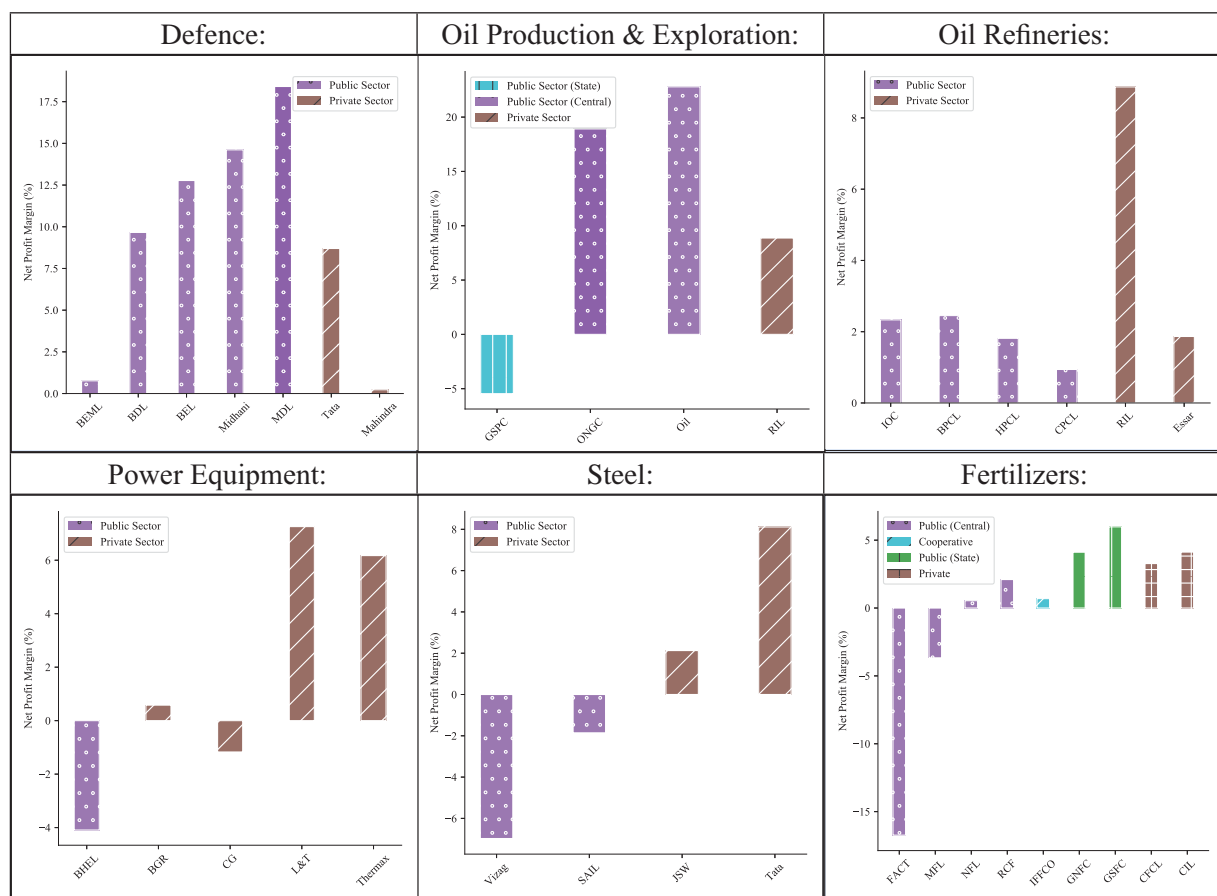 Defence:
Oil Production & Exploration:
Oil Refineries:
Public Sector
Private Sector
17.5
15.0
12.5
10.0
7.5
5.0
2.5
0.0
Net Profit Margin (%)
BEML
BDL
BEL
Midhani
MDL
Tata
Mahindra
Public Sector (State)
Public Sector (Central)
Private Sector
20
15
10
5
0
−5
Net Profit Margin (%)
GSPC
ONGC
Oil
RIL
Public Sector
Private Sector
8
6
4
2
0
Net Profit Margin (%)
IOC
BPCL
HPCL
CPCL
RIL
Essar
Power Equipment:
Steel:
Fertilizers:
Public Sector
Private Sector
6
4
2
0
−2
−4
Net Profit Margin (%)
BHEL
BGR
CG
L&T
Thermax
Public Sector
Private Sector
8
6
4
2
0
−2
−4
−6
Net Profit Margin (%)
Vizag
SAIL
JSW
Tata
Public (Central)
Cooperative
Public (State)
Private
5
0
−5
−10
−15
Net Profit Margin (%)
FACT
MFL
NFL
RCF
IFFCO
GNFC
GSFC
CFCL
CIL